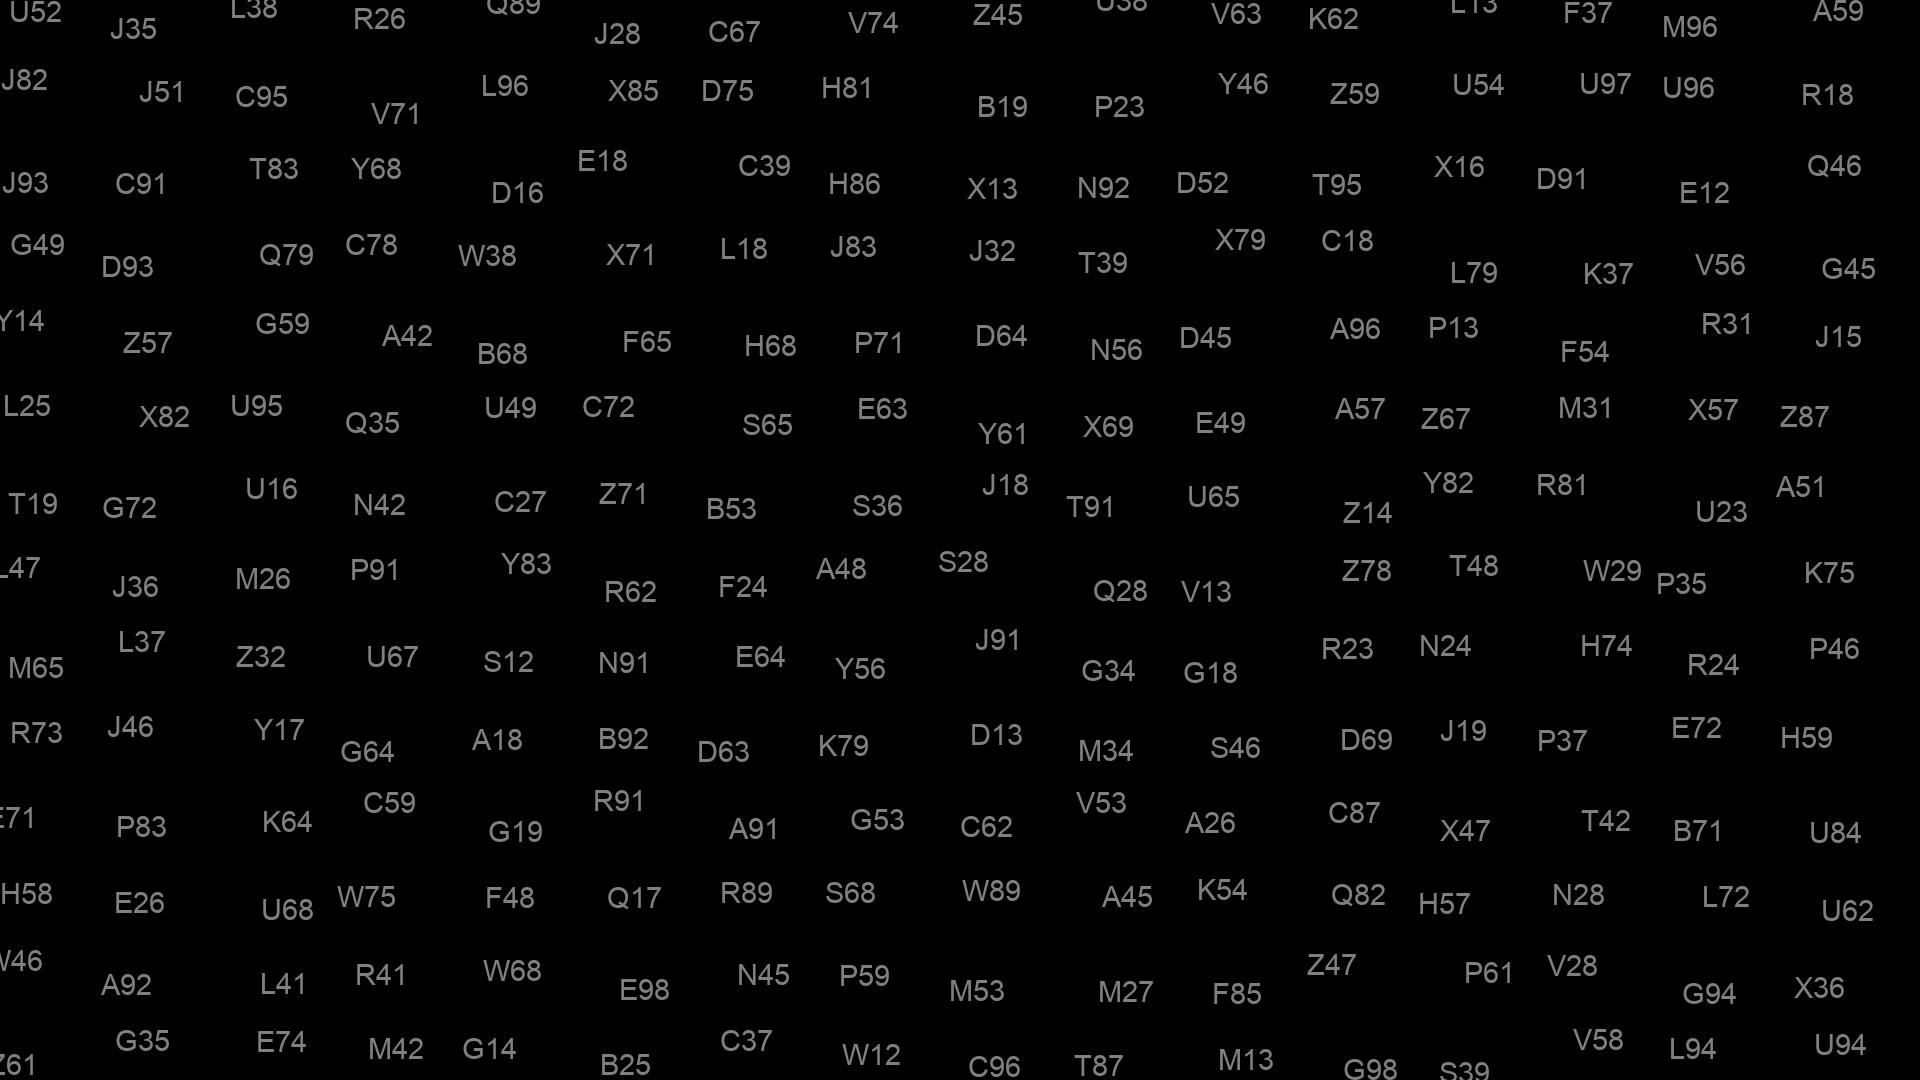 U52 J35 L38 R26 Q89 J28 C67 V74 Z45 U38 V63 K62 L13 F37 M96 A59
J82 J51 C95 V71 L96 X85 D75 H81 B19 P23 Y46 Z59 U54 U97 U96 R18
J93 C91 T83 Y68 D16 E18 C39 H86 X13 N92 D52 T95 X16 D91 E12 Q46
G49 D93 Q79 C78 W38 X71 L18 J83 J32 T39 X79 C18 L79 K37 V56 G45
Y14 Z57 G59 A42 B68 F65 H68 P71 D64 N56 D45 A96 P13 F54 R31 J15
L25 X82 U95 Q35 U49 C72 S65 E63 Y61 X69 E49 A57 Z67 M31 X57 Z87
T19 G72 U16 N42 C27 Z71 B53 S36 J18 T91 U65 Z14 Y82 R81 U23 A51
L47 J36 M26 P91 Y83 R62 F24 A48 S28 Q28 V13 Z78 T48 W29 P35 K75
M65 L37 Z32 U67 S12 N91 E64 Y56 J91 G34 G18 R23 N24 H74 R24 P46
R73 J46 Y17 G64 A18 B92 D63 K79 D13 M34 S46 D69 J19 P37 E72 H59
E71 P83 K64 C59 G19 R91 A91 G53 C62 V53 A26 C87 X47 T42 B71 U84
H58 E26 U68 W75 F48 Q17 R89 S68 W89 A45 K54 Q82 H57 N28 L72 U62
W46 A92 L41 R41 W68 E98 N45 P59 M53 M27 F85 Z47 P61 V28 G94 X36
Z61 G35 E74 M42 G14 B25 C37 W12 C96 T87 M13 G98 S39 V58 L94 U94